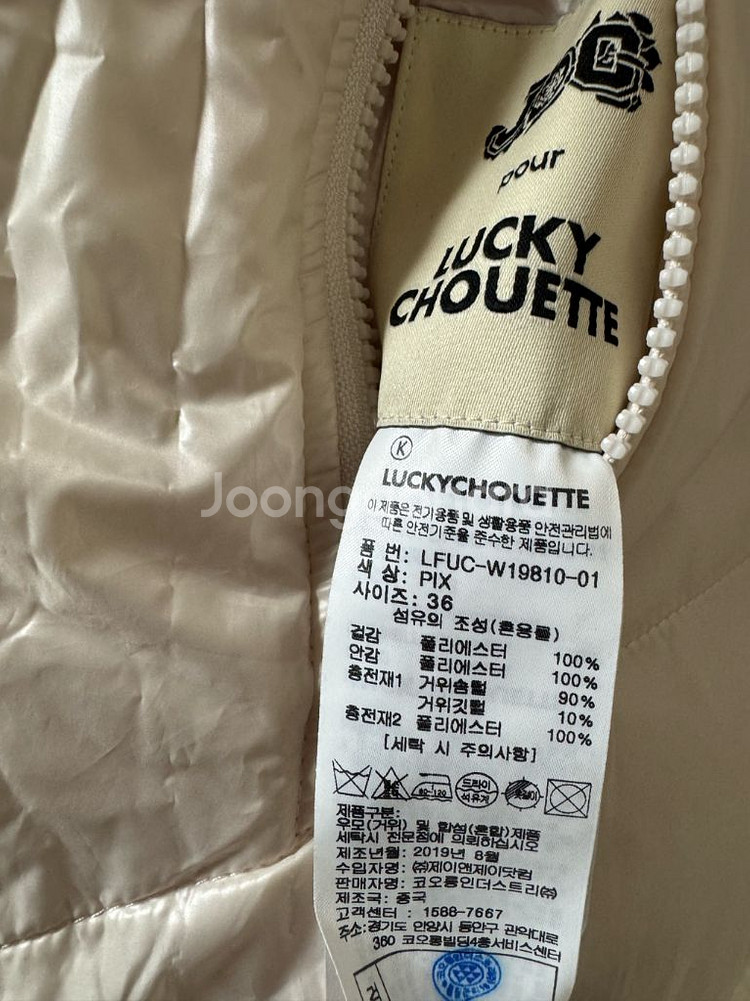 JDC
pour
LUCKY
CHOUETTE
K
LUCKYCHOUETTE
이 제품은 전기용품 및 생활용품 안전관리법에
따른 안전기준을 준수한 제품입니다.
품 번: LFUC-W19810-01
색 상: PIX
사이즈: 36
섬유의 조성(혼용률)
겉감 폴리에스터 100%
안감 폴리에스터 100%
충전재1 거위솜털 90%
거위깃털 10%
충전재2 폴리에스터 100%
[세탁 시 주의사항]
80~120 드라이 석유계 옷걸이
제품구분:
우모(거위) 및 합성(혼합)제품
세탁시 전문점에 의뢰하십시오
제조년월: 2019년 8월
수입자명: ㈜제이앤제이닷컴
판매자명: 코오롱인더스트리㈜
제조국: 중국
고객센터 : 1588-7667
주소: 경기도 안양시 동안구 관악대로
360 코오롱빌딩4층서비스센터
Joong